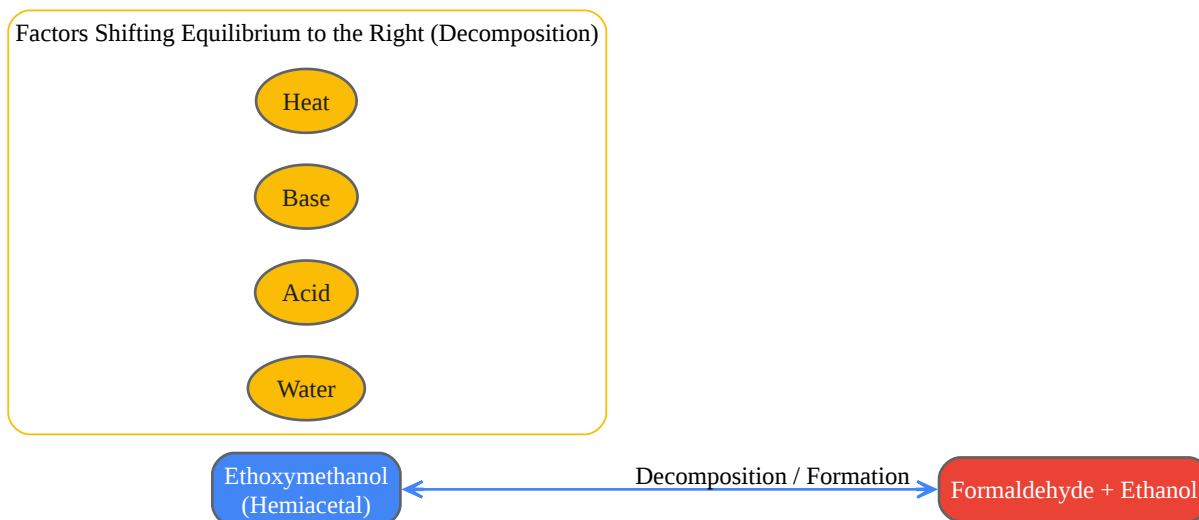 Factors Shifting Equilibrium to the Right (Decomposition)
Heat
Base
Acid
Water
Ethoxymethanol
(Hemiacetal)
Decomposition / Formation
Formaldehyde + Ethanol